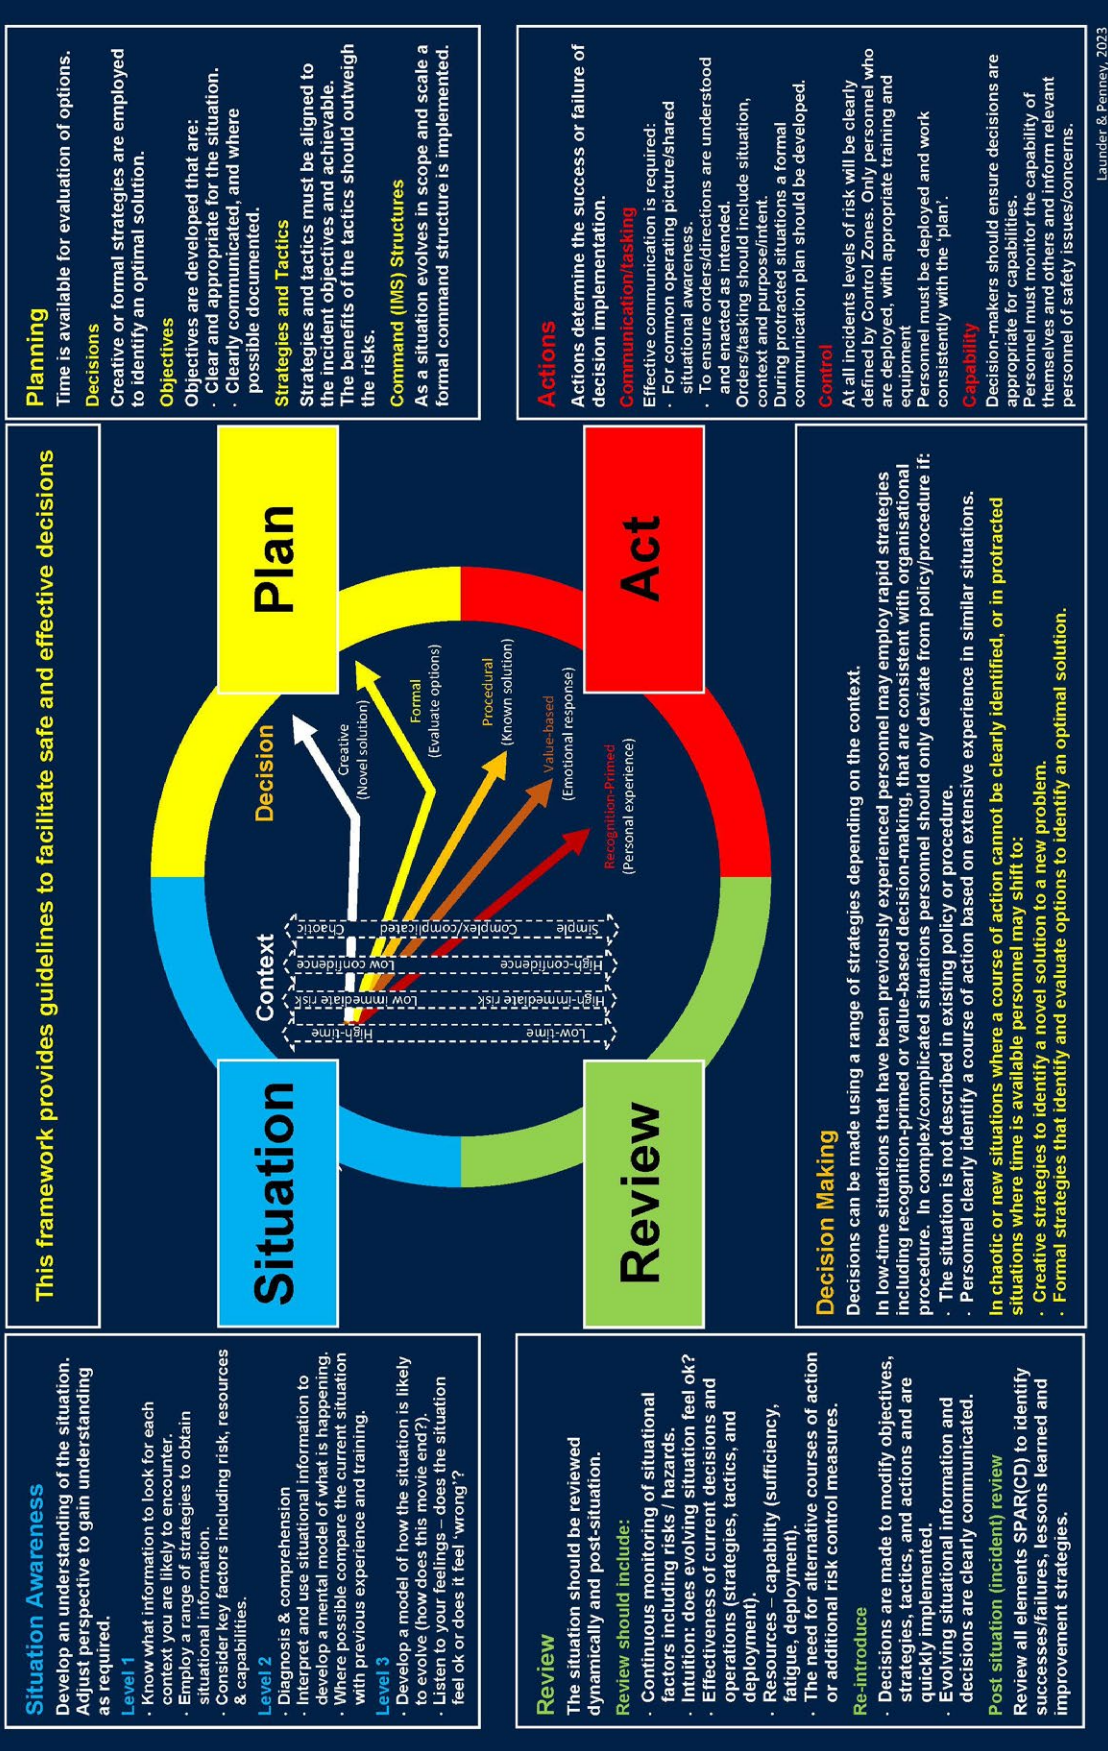 This framework provides guidelines to facilitate safe and effective decisions
Situation Awareness
Develop an understanding of the situation.
Adjust perspective to gain understanding
as required.
Level 1
· Know what information to look for each
context you are likely to encounter.
· Employ a range of strategies to obtain
situational information.
· Consider key factors including risk, resources
& capabilities.
Level 2
· Diagnosis & comprehension
· Interpret and use situational information to
develop a mental model of what is happening.
· Where possible compare the current situation
with previous experience and training.
Level 3
· Develop a model of how the situation is likely
to evolve (how does this movie end?).
· Listen to your feelings – does the situation
feel ok or does it feel ‘wrong’?
Situation
Plan
Context
Decision
High-time
Low-time
Low immediate risk
High-immediate risk
Low confidence
High-confidence
Chaotic
Complex/complicated
Simple
Creative
(Novel solution)
Formal
(Evaluate options)
Procedural
(Known solution)
Value-based
(Emotional response)
Recognition-Primed
(Personal experience)
Review
Act
Planning
Time is available for evaluation of options.
Decisions
Creative or formal strategies are employed
to identify an optimal solution.
Objectives
Objectives are developed that are:
· Clear and appropriate for the situation.
· Clearly communicated, and where
possible documented.
Strategies and Tactics
Strategies and tactics must be aligned to
the incident objectives and achievable.
The benefits of the tactics should outweigh
the risks.
Command (IMS) Structures
As a situation evolves in scope and scale a
formal command structure is implemented.
Review
The situation should be reviewed
dynamically and post-situation.
Review should include:
· Continuous monitoring of situational
factors including risks / hazards.
· Intuition: does evolving situation feel ok?
· Effectiveness of current decisions and
operations (strategies, tactics, and
deployment).
· Resources – capability (sufficiency,
fatigue, deployment).
· The need for alternative courses of action
or additional risk control measures.
Re-introduce
· Decisions are made to modify objectives,
strategies, tactics, and actions and are
quickly implemented.
· Evolving situational information and
decisions are clearly communicated.
Post situation (incident) review
Review all elements SPAR(CD) to identify
successes/failures, lessons learned and
improvement strategies.
Decision Making
Decisions can be made using a range of strategies depending on the context.
In low-time situations that have been previously experienced personnel may employ rapid strategies
including recognition-primed or value-based decision-making, that are consistent with organisational
procedure. In complex/complicated situations personnel should only deviate from policy/procedure if:
· The situation is not described in existing policy or procedure.
· Personnel clearly identify a course of action based on extensive experience in similar situations.
In chaotic or new situations where a course of action cannot be clearly identified, or in protracted
situations where time is available personnel may shift to:
· Creative strategies to identify a novel solution to a new problem.
· Formal strategies that identify and evaluate options to identify an optimal solution.
Actions
Actions determine the success or failure of
decision implementation.
Communication/tasking
Effective communication is required:
· For common operating picture/shared
situational awareness.
· To ensure orders/directions are understood
and enacted as intended.
Orders/tasking should include situation,
context and purpose/intent.
During protracted situations a formal
communication plan should be developed.
Control
At all incidents levels of risk will be clearly
defined by Control Zones. Only personnel who
are deployed, with appropriate training and
equipment
Personnel must be deployed and work
consistently with the ‘plan’.
Capability
Decision-makers should ensure decisions are
appropriate for capabilities.
Personnel must monitor the capability of
themselves and others and inform relevant
personnel of safety issues/concerns.
Launder & Penney, 2023